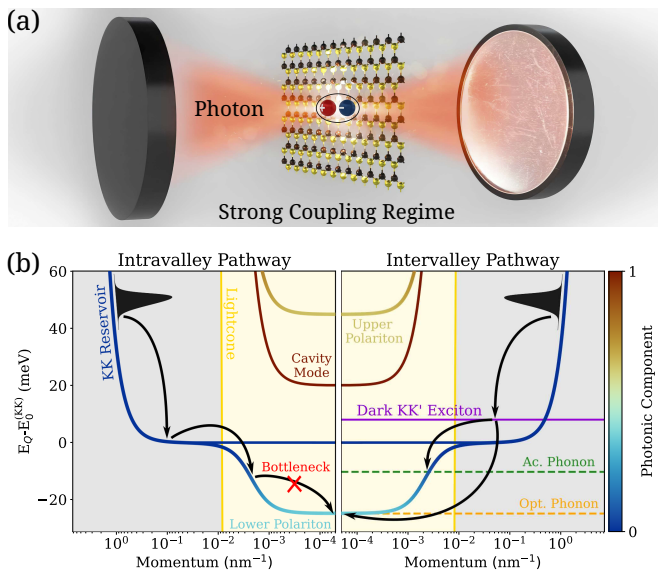 (a)
Photon
Strong Coupling Regime
(b)
Intravalley Pathway
Intervalley Pathway
60
40
20
0
−20
E_Q-E_0^(KK) (meV)
KK Reservoir
Lightcone
Cavity
Mode
Upper
Polariton
Dark KK' Exciton
Bottleneck
Ac. Phonon
Lower Polariton
Opt. Phonon
10^0 10^-1 10^-2 10^-3 10^-4
10^-4 10^-3 10^-2 10^-1 10^0
Momentum (nm^-1)
Momentum (nm^-1)
1
0
Photonic Component